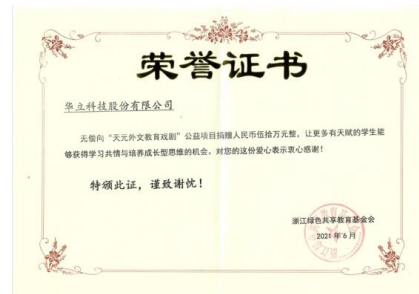 荣誉证书
华立科技股份有限公司
无偿向“天元外文教育戏剧”公益项目捐赠人民币伍拾万元整，让更多有天赋的学生能
够获得学习共情与培养成长型思维的机会。对您的这份爱心表示衷心感谢！
特颁此证，谨致谢忱！
浙江绿色共享教育基金会
2021年6月